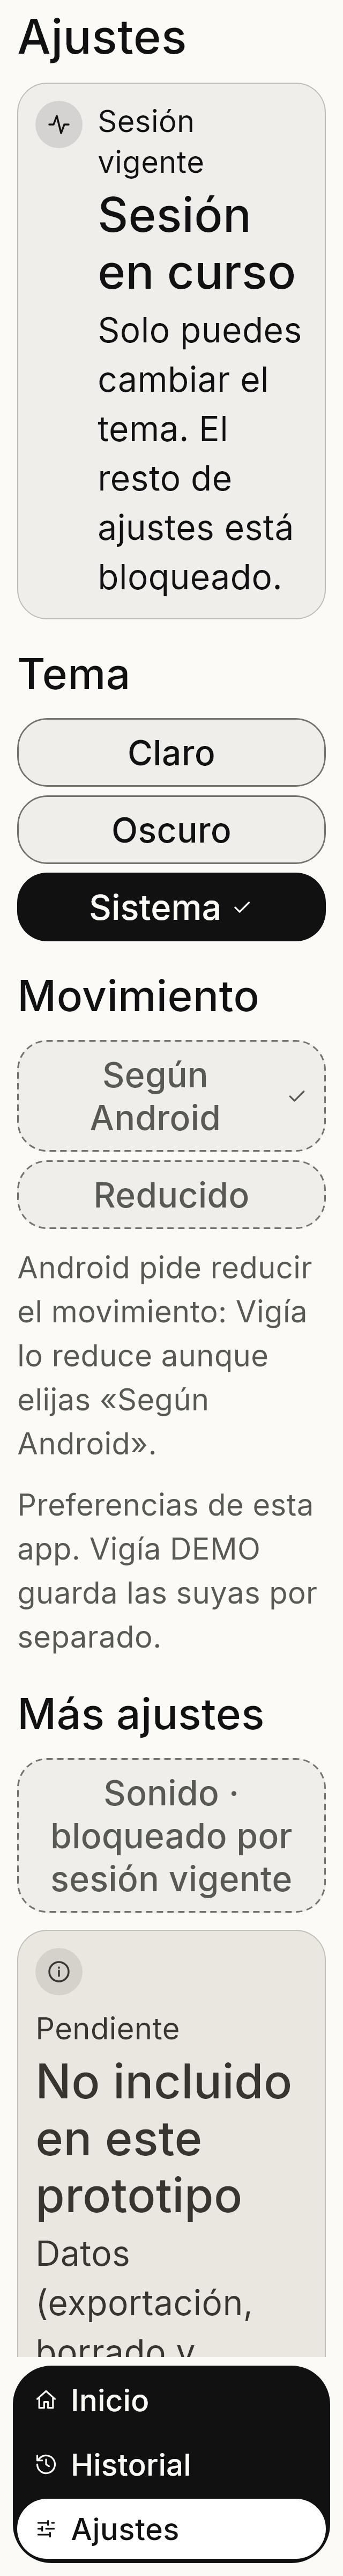 Ajustes
Sesión
vigente
Sesión
en curso
Solo puedes
cambiar el
tema. El
resto de
ajustes está
bloqueado.
Tema
Claro
Oscuro
Sistema
Movimiento
Según
Android
Reducido
Android pide reducir
el movimiento: Vigía
lo reduce aunque
elijas «Según
Android».
Preferencias de esta
app. Vigía DEMO
guarda las suyas por
separado.
Más ajustes
Sonido ·
bloqueado por
sesión vigente
Pendiente
No incluido
en este
prototipo
Datos
(exportación,
borrado y
Inicio
Historial
Ajustes